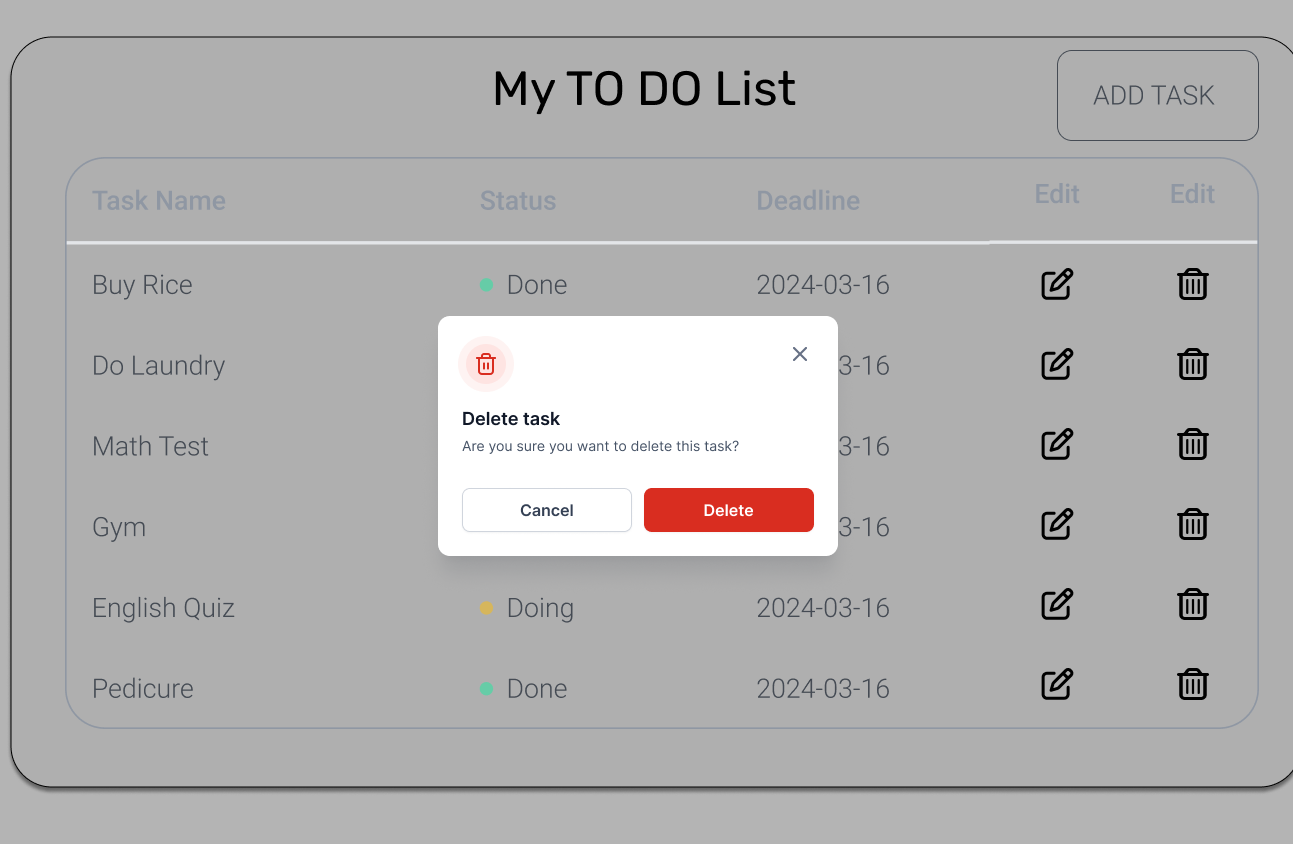 My TO DO List
ADD TASK
Task Name Status Deadline Edit Edit
Buy Rice Done 2024-03-16
Do Laundry 3-16
Math Test 3-16
Gym 3-16
Delete task
Are you sure you want to delete this task?
Cancel Delete
English Quiz Doing 2024-03-16
Pedicure Done 2024-03-16